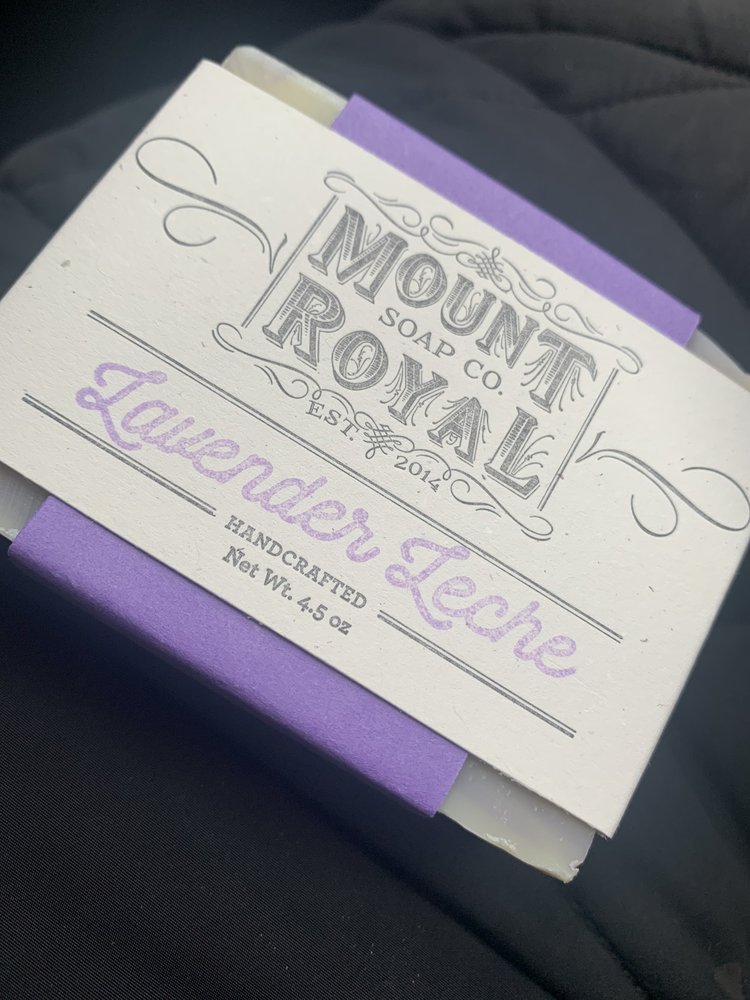 MOUNT
SOAP CO.
ROYAL
EST. 2014
Lavender Leche
HANDCRAFTED
Net Wt. 4.5 oz